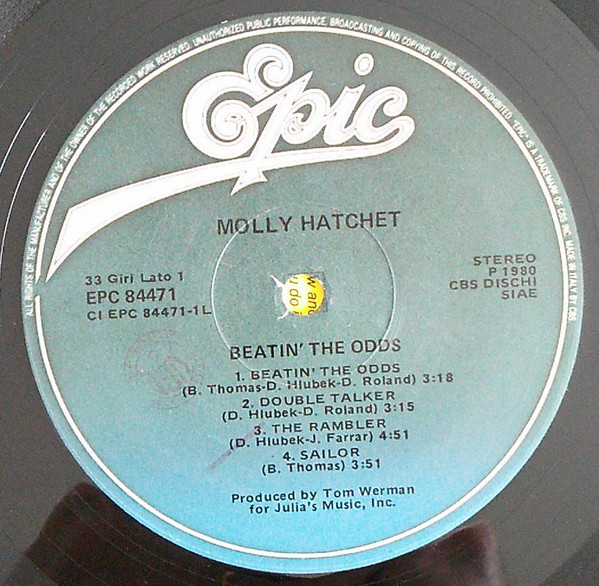 ALL RIGHTS OF THE MANUFACTURER AND OF THE OWNER OF THE RECORDED WORK RESERVED. UNAUTHORIZED PUBLIC PERFORMANCE, BROADCASTING AND COPYING OF THIS RECORD PROHIBITED. "EPIC" IS A TRADEMARK OF CBS INC. MADE IN ITALY BY CBS
Epic
MOLLY HATCHET
33 Giri Lato 1
EPC 84471
CI EPC 84471-1L
STEREO
P 1980
CBS DISCHI
SIAE
w and
u do
BEATIN' THE ODDS
1. BEATIN' THE ODDS
(B. Thomas-D. Hlubek-D. Roland) 3:18
2. DOUBLE TALKER
(D. Hlubek-D. Roland) 3:15
3. THE RAMBLER
(D. Hlubek-J. Farrar) 4:51
4. SAILOR
(B. Thomas) 3:51
Produced by Tom Werman
for Julia's Music, Inc.